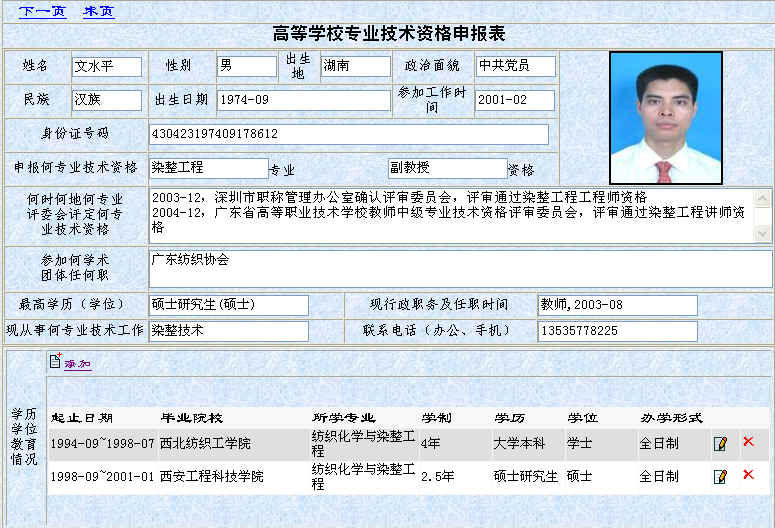 下一页 末页
高等学校专业技术资格申报表
姓名 文水平 性别 男 出生地 湖南 政治面貌 中共党员
民族 汉族 出生日期 1974-09 参加工作时间 2001-02
身份证号码 430423197409178612
申报何专业技术资格 染整工程 专业 副教授 资格
何时何地何专业
评委会评定何专
业技术资格
2003-12, 深圳市职称管理办公室确认评审委员会, 评审通过染整工程工程师资格
2004-12, 广东省高等职业技术学校教师中级专业技术资格评审委员会, 评审通过染整工程讲师资
格
参加何学术
团体任何职
广东纺织协会
最高学历（学位） 硕士研究生(硕士) 现行政职务及任职时间 教师,2003-08
现从事何专业技术工作 染整技术 联系电话（办公、手机） 13535778225
添加
学历
学位
教育
情况
起止日期 毕业院校 所学专业 学制 学历 学位 办学形式
1994-09~1998-07 西北纺织工学院 纺织化学与染整工程 4年 大学本科 学士 全日制
1998-09~2001-01 西安工程科技学院 纺织化学与染整工程 2.5年 硕士研究生 硕士 全日制